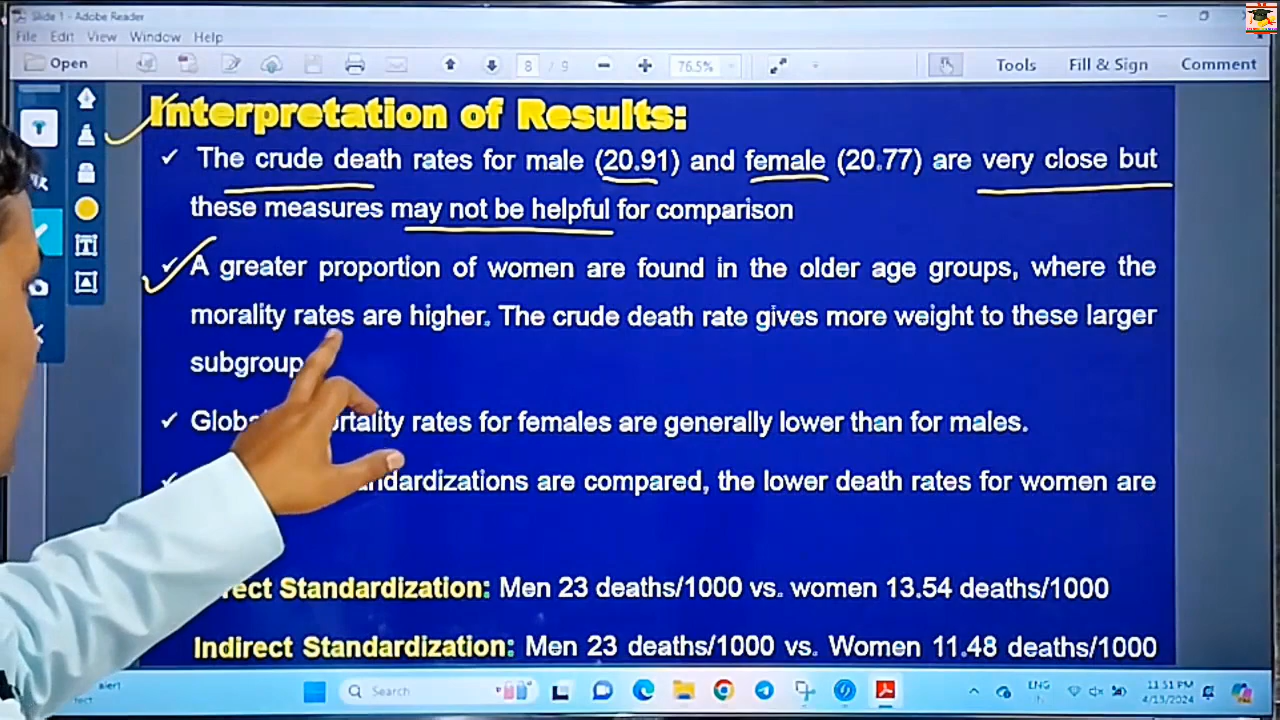 Slide 1 - Adobe Reader
File Edit View Window Help
Open 8 / 9 76.5% Tools Fill & Sign Comment
Interpretation of Results:
✓ The crude death rates for male (20.91) and female (20.77) are very close but
these measures may not be helpful for comparison
✓ A greater proportion of women are found in the older age groups, where the
morality rates are higher. The crude death rate gives more weight to these larger
subgroup
✓ rates for females are generally lower than for males.
are compared, the lower death rates for women are
Standardization: Men 23 deaths/1000 vs. women 13.54 deaths/1000
Indirect Standardization: Men 23 deaths/1000 vs. Women 11.48 deaths/1000
Search
ENG
11:51 PM
4/13/2024